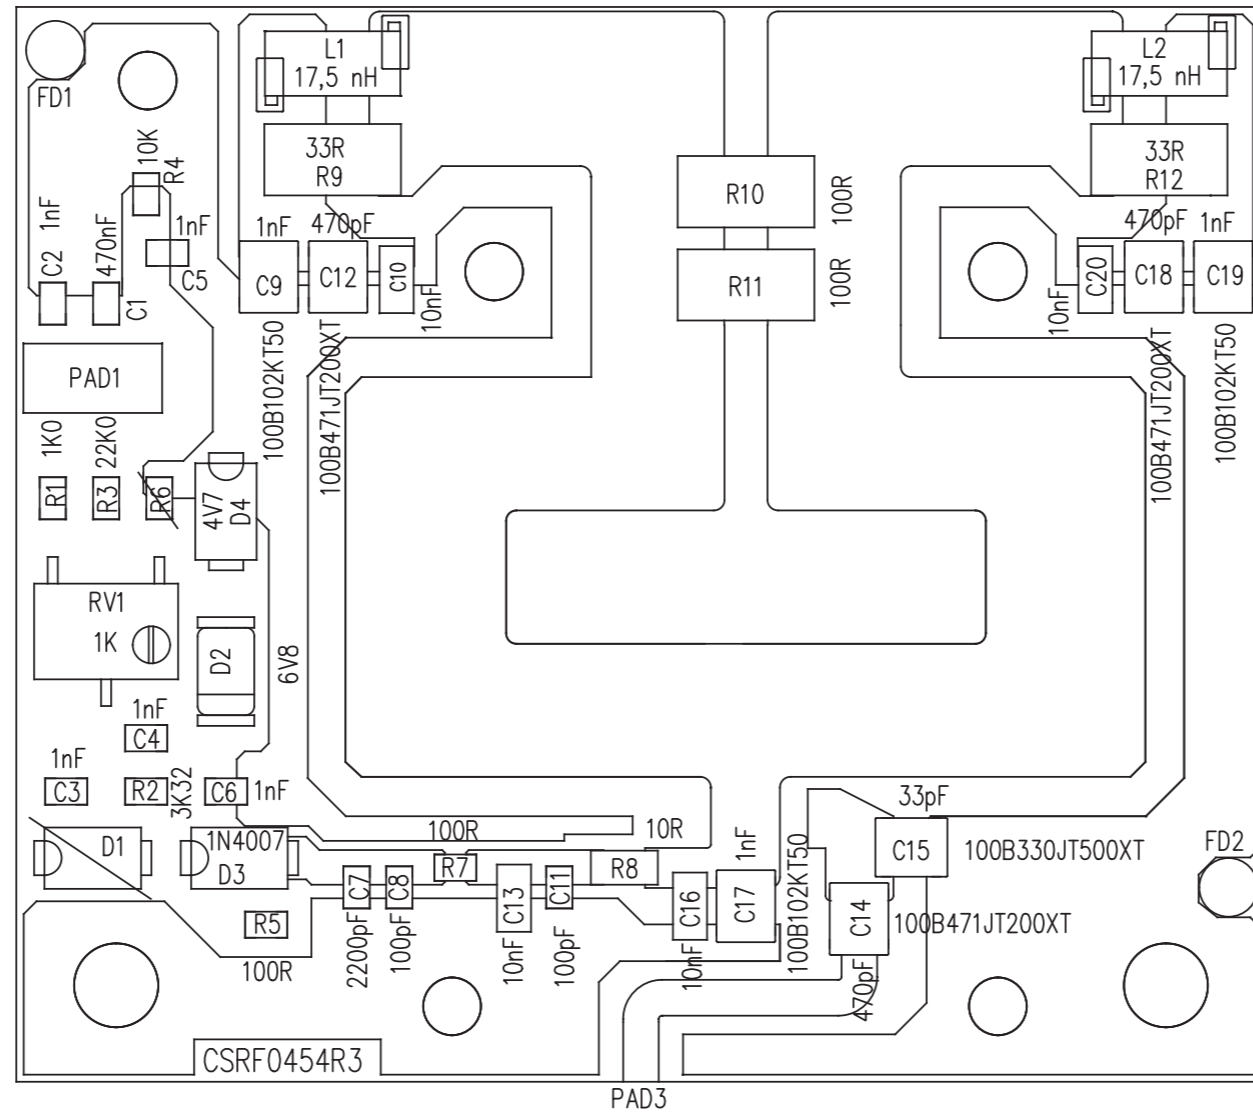 L1
17,5 nH
L2
17,5 nH
FD1
10K
R4
33R
R9
33R
R12
R10
100R
R11
100R
1nF
C2
470nF
C1
1nF
C5
1nF
C9
470pF
C12
C10
10nF
100B102KT50
100B471JT200XT
470pF
1nF
C20
C18
C19
10nF
100B471JT200XT
100B102KT50
PAD1
1K0
22K0
R1
R3
R6
4V7
D4
RV1
1K
D2
6V8
1nF
C4
1nF
C3
R2
3K32
C6
1nF
D1
1N4007
D3
100R
R7
10R
R8
1nF
C17
100B102KT50
33pF
C15
100B330JT500XT
FD2
C7
C8
C13
C11
C16
C14
100B471JT200XT
R5
100R
2200pF
100pF
10nF
100pF
10nF
470pF
CSRF0454R3
PAD3